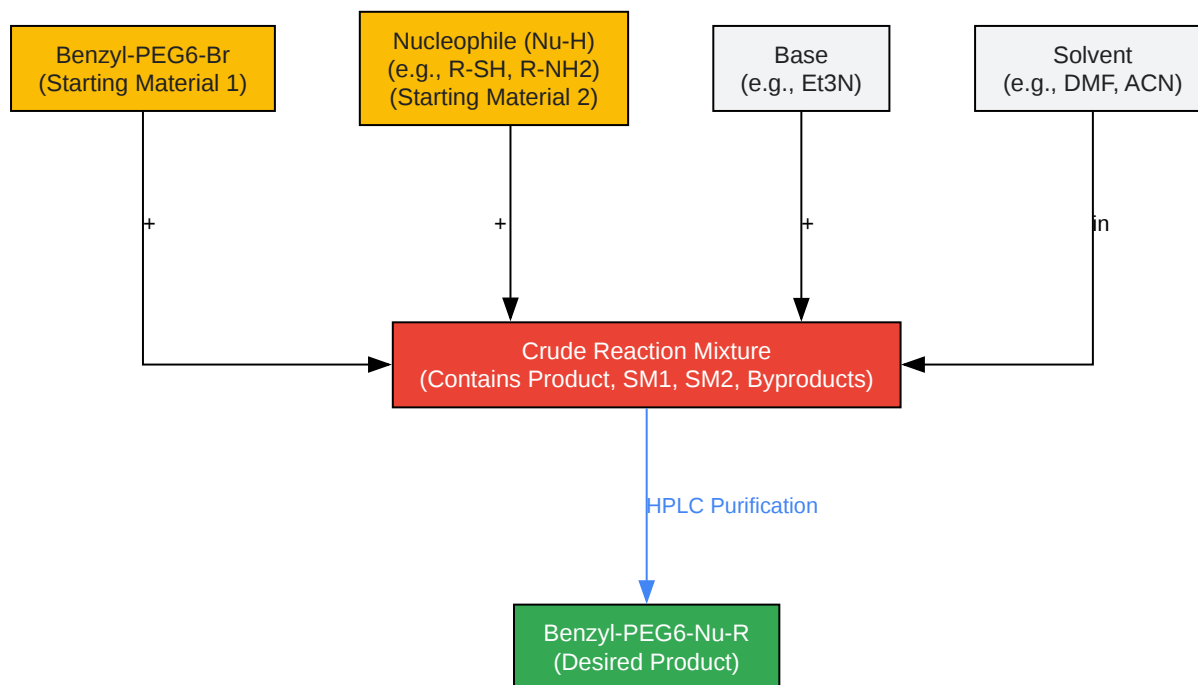 Benzyl-PEG6-Br
(Starting Material 1)
Nucleophile (Nu-H)
(e.g., R-SH, R-NH2)
(Starting Material 2)
Base
(e.g., Et3N)
Solvent
(e.g., DMF, ACN)
+
+
+
in
Crude Reaction Mixture
(Contains Product, SM1, SM2, Byproducts)
HPLC Purification
Benzyl-PEG6-Nu-R
(Desired Product)